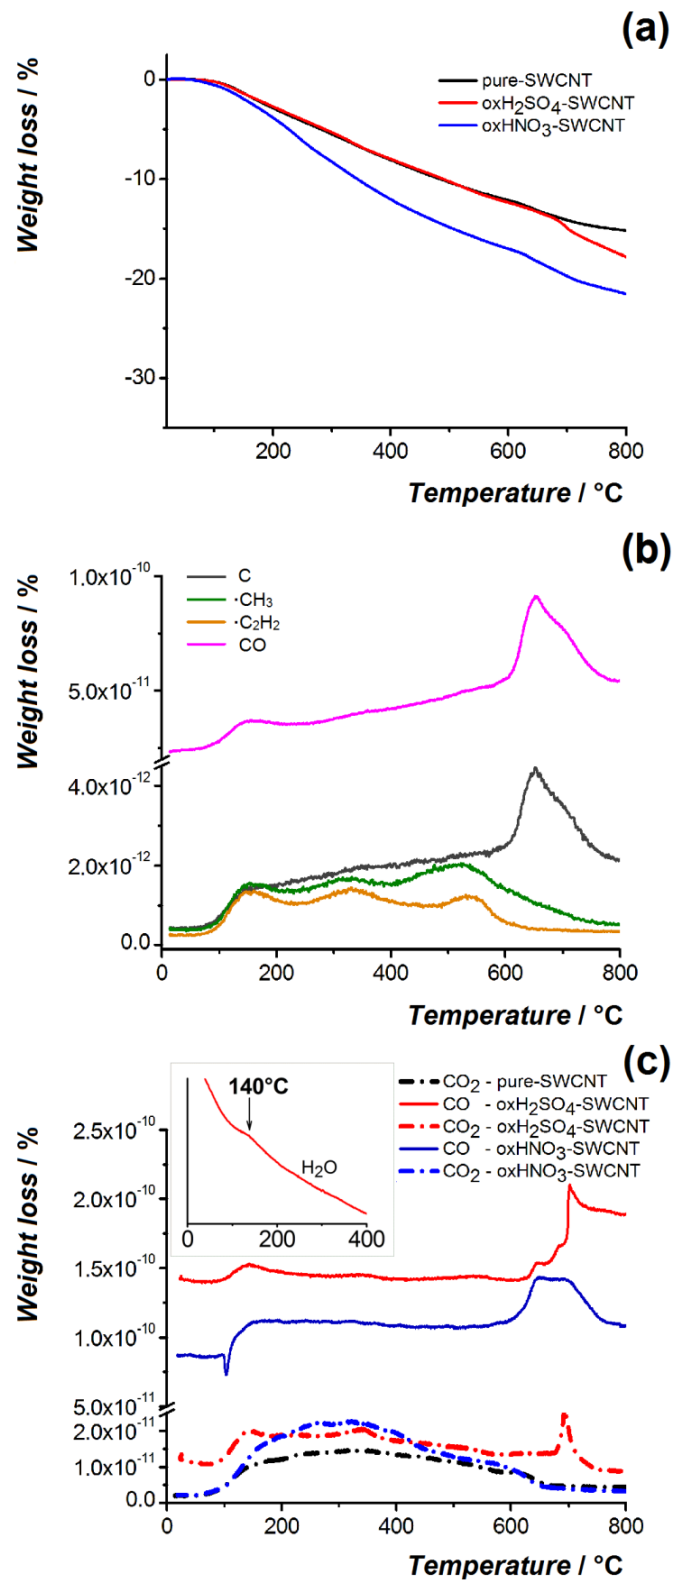 (a)
Weight loss / %
0
-10
-20
-30
pure-SWCNT
oxH₂SO₄-SWCNT
oxHNO₃-SWCNT
200 400 600 800
Temperature / °C
(b)
Weight loss / %
1.0x10⁻¹⁰
5.0x10⁻¹¹
4.0x10⁻¹²
2.0x10⁻¹²
0.0
C
·CH₃
·C₂H₂
CO
0 200 400 600 800
Temperature / °C
(c)
Weight loss / %
2.5x10⁻¹⁰
2.0x10⁻¹⁰
1.5x10⁻¹⁰
1.0x10⁻¹⁰
5.0x10⁻¹¹
2.0x10⁻¹¹
1.0x10⁻¹¹
0.0
140°C
H₂O
0 200 400
CO₂ - pure-SWCNT
CO - oxH₂SO₄-SWCNT
CO₂ - oxH₂SO₄-SWCNT
CO - oxHNO₃-SWCNT
CO₂ - oxHNO₃-SWCNT
0 200 400 600 800
Temperature / °C